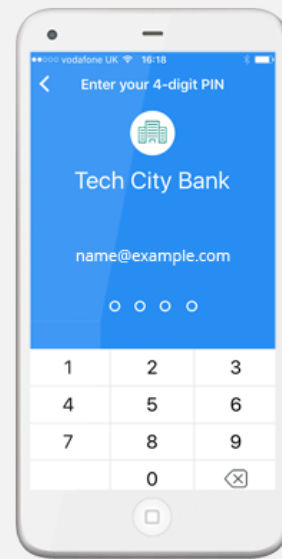 vodafone UK 16:18
Enter your 4-digit PIN
Tech City Bank
name@example.com
1 2 3
4 5 6
7 8 9
0